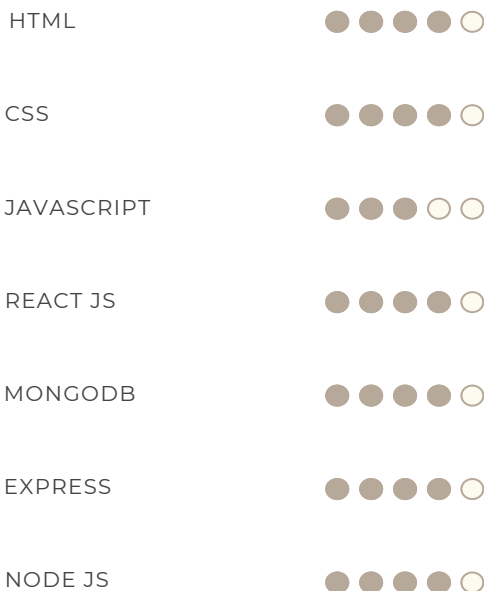 HTML
CSS
JAVASCRIPT
REACT JS
MONGODB
EXPRESS
NODE JS